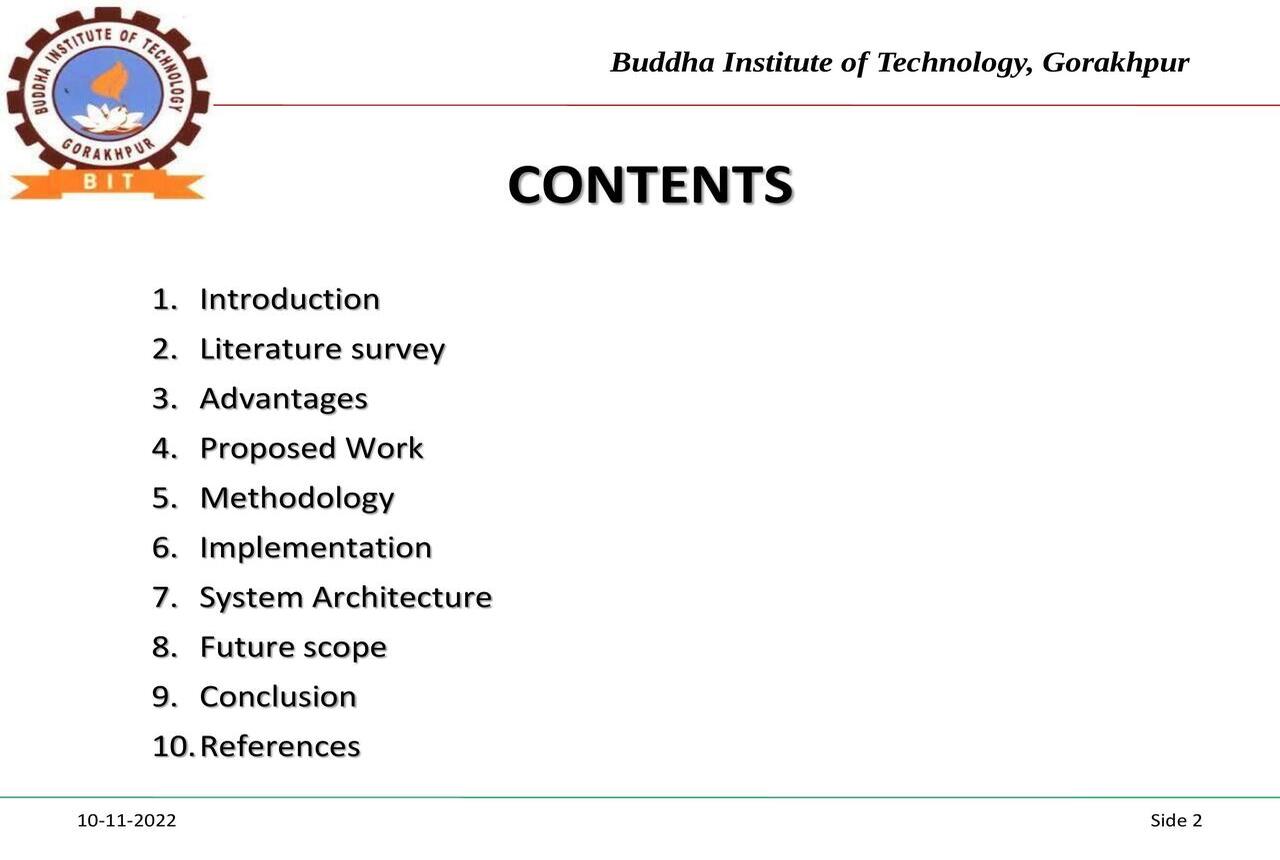 BUDDHA INSTITUTE OF TECHNOLOGY
GORAKHPUR
BIT
Buddha Institute of Technology, Gorakhpur
CONTENTS
1. Introduction
2. Literature survey
3. Advantages
4. Proposed Work
5. Methodology
6. Implementation
7. System Architecture
8. Future scope
9. Conclusion
10. References
10-11-2022
Side 2